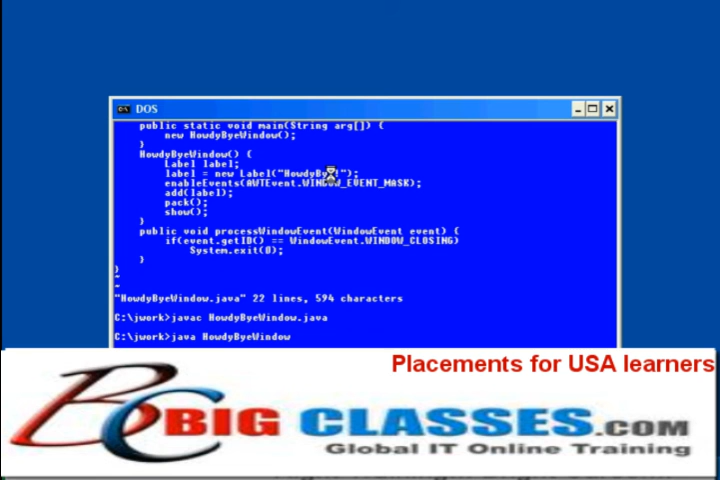 DOS
public static void main(String arg[]) {
new HowdyByeWindow();
}
HowdyByeWindow() {
Label label;
label = new Label("HowdyBye!");
enableEvents(AWTEvent.WINDOW_EVENT_MASK);
add(label);
pack();
show();
}
public void processWindowEvent(WindowEvent event) {
if(event.getID() == WindowEvent.WINDOW_CLOSING)
System.exit(0);
}
}
~
~
"HowdyByeWindow.java" 22 lines, 594 characters
C:\jwork>javac HowdyByeWindow.java
C:\jwork>java HowdyByeWindow
Placements for USA learners
BC BIG CLASSES.COM
Global IT Online Training